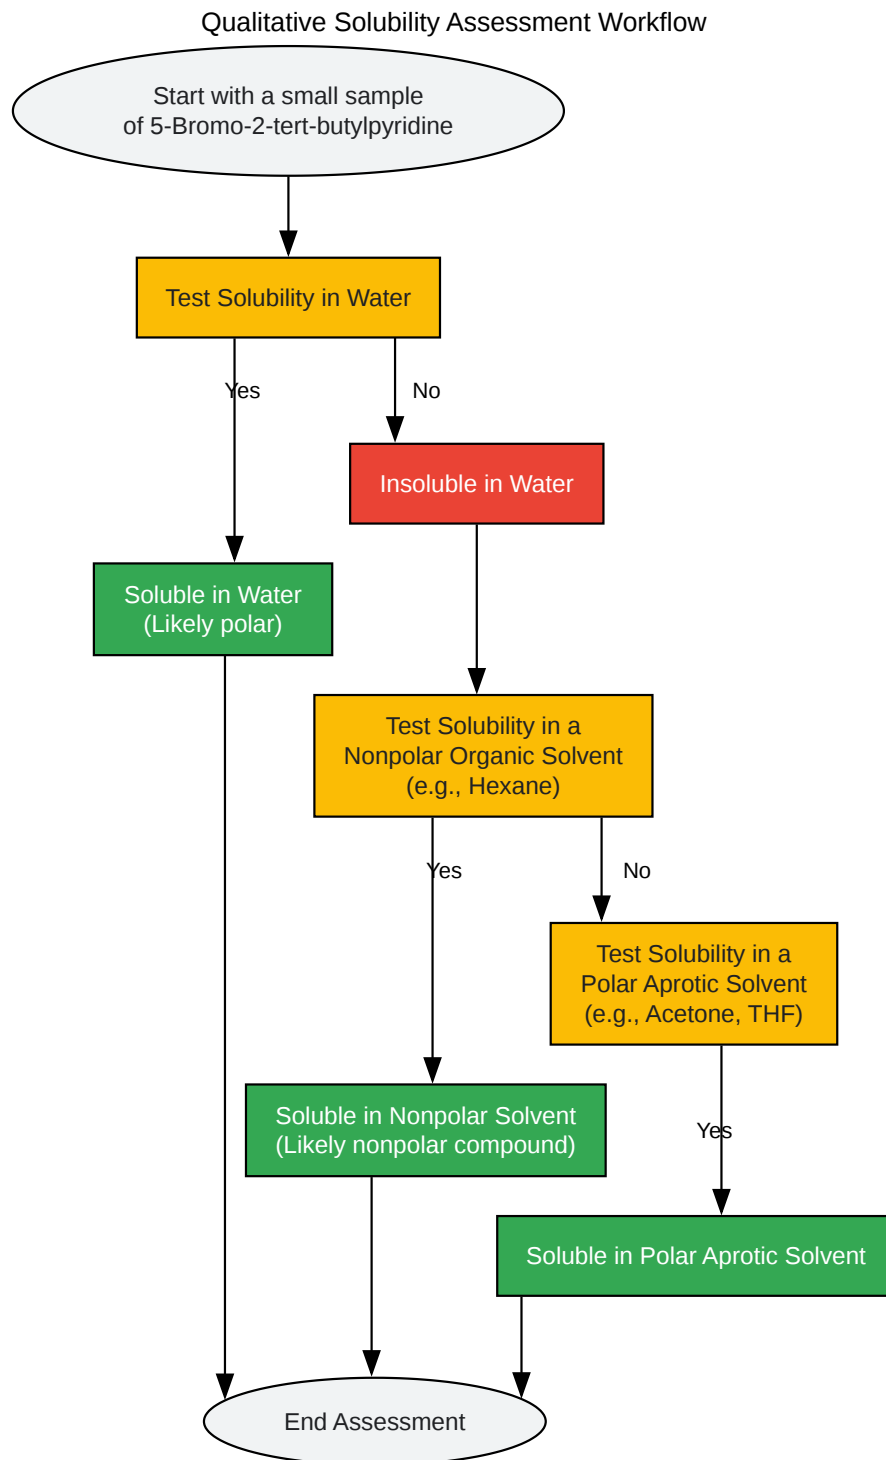 Qualitative Solubility Assessment Workflow
Start with a small sample
of 5-Bromo-2-tert-butylpyridine
Test Solubility in Water
Yes
No
Insoluble in Water
Soluble in Water
(Likely polar)
Test Solubility in a
Nonpolar Organic Solvent
(e.g., Hexane)
Yes
No
Test Solubility in a
Polar Aprotic Solvent
(e.g., Acetone, THF)
Soluble in Nonpolar Solvent
(Likely nonpolar compound)
Yes
Soluble in Polar Aprotic Solvent
End Assessment